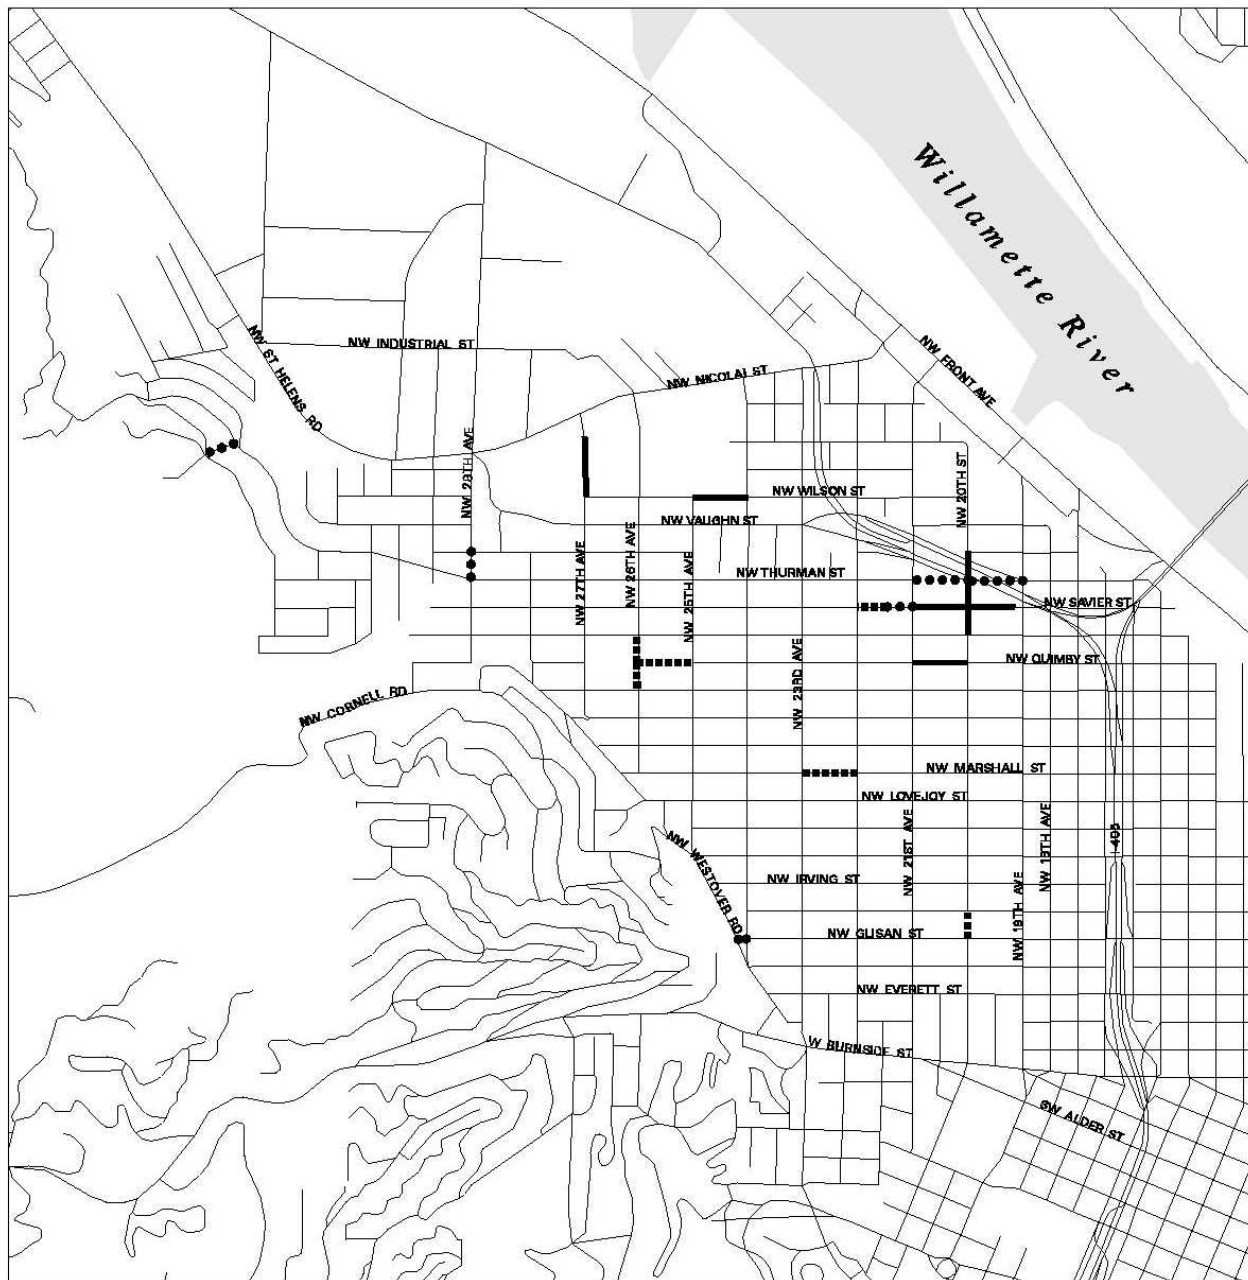 Willamette River
NW INDUSTRIAL ST
NW ST HELENS RD
NW NICOLAI ST
NW FRONT AVE
NW 29TH AVE
NW 20TH ST
NW WILSON ST
NW VAUGHN ST
NW 27TH AVE
NW 26TH AVE
NW 25TH AVE
NW THURMAN ST
NW SAVIER ST
NW QUIMBY ST
NW 23RD AVE
NW CORNELL RD
NW MARSHALL ST
NW LOVEJOY ST
NW WESTOVER RD
NW 21ST AVE
NW 18TH AVE
I-405
NW IRVING ST
NW 19TH AVE
NW GLISAN ST
NW EVERETT ST
W BURNSIDE ST
SW ALDER ST